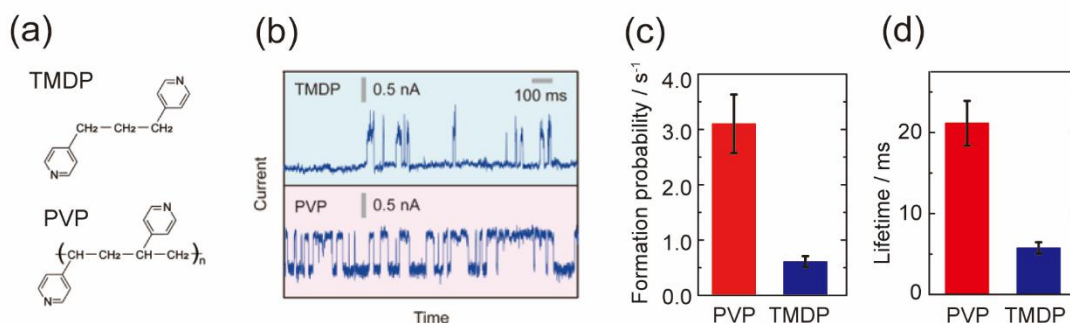 (a)
TMDP
N
CH2
CH2
CH2
N
PVP
N
CH
CH2
CH
CH2
n
N
(b)
TMDP
0.5 nA
100 ms
PVP
0.5 nA
Current
Time
(c)
Formation probability / s-1
4.0
3.0
2.0
1.0
0.0
PVP TMDP
(d)
Lifetime / ms
20
10
0
PVP TMDP